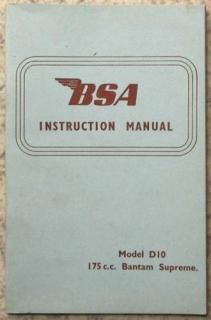 BSA
INSTRUCTION MANUAL
Model D10
175 c.c. Bantam Supreme.